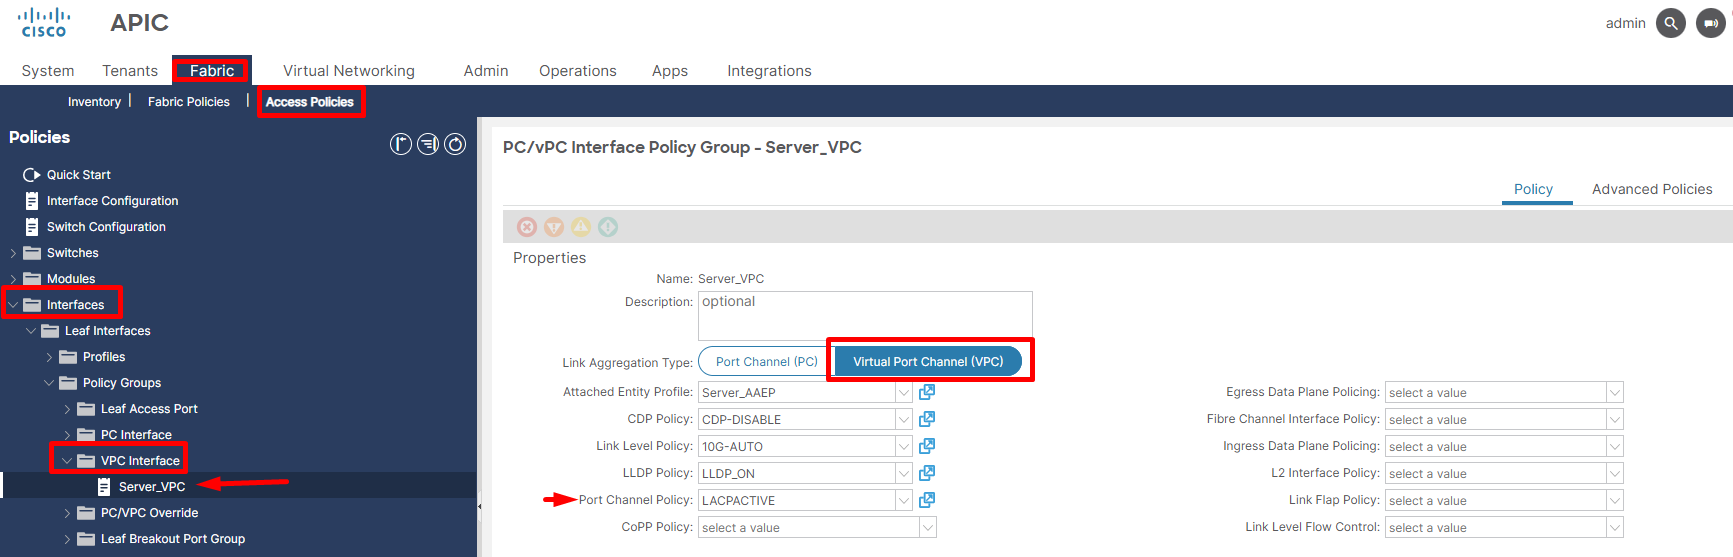 CISCO APIC admin
System Tenants Fabric Virtual Networking Admin Operations Apps Integrations
Inventory | Fabric Policies | Access Policies
Policies
Quick Start
Interface Configuration
Switch Configuration
Switches
Modules
Interfaces
Leaf Interfaces
Profiles
Policy Groups
Leaf Access Port
PC Interface
VPC Interface
Server_VPC
PC/VPC Override
Leaf Breakout Port Group
PC/vPC Interface Policy Group - Server_VPC
Policy Advanced Policies
Properties
Name: Server_VPC
Description: optional
Link Aggregation Type: Port Channel (PC) Virtual Port Channel (VPC)
Attached Entity Profile: Server_AAEP
CDP Policy: CDP-DISABLE
Link Level Policy: 10G-AUTO
LLDP Policy: LLDP_ON
Port Channel Policy: LACPACTIVE
CoPP Policy: select a value
Egress Data Plane Policing: select a value
Fibre Channel Interface Policy: select a value
Ingress Data Plane Policing: select a value
L2 Interface Policy: select a value
Link Flap Policy: select a value
Link Level Flow Control: select a value